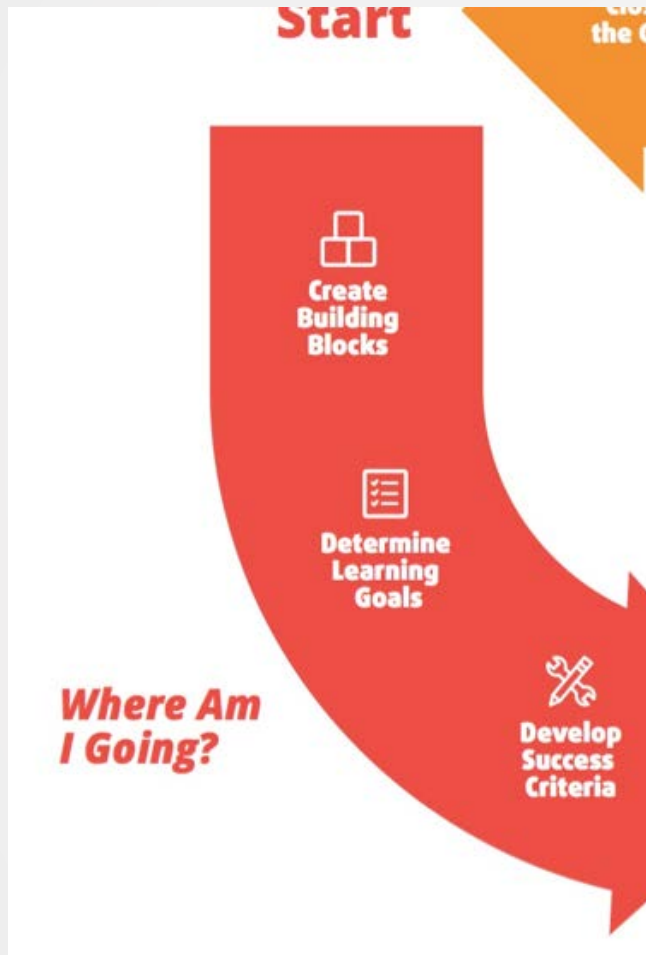 Start
the
Create
Building
Blocks
Determine
Learning
Goals
Where Am
I Going?
Develop
Success
Criteria